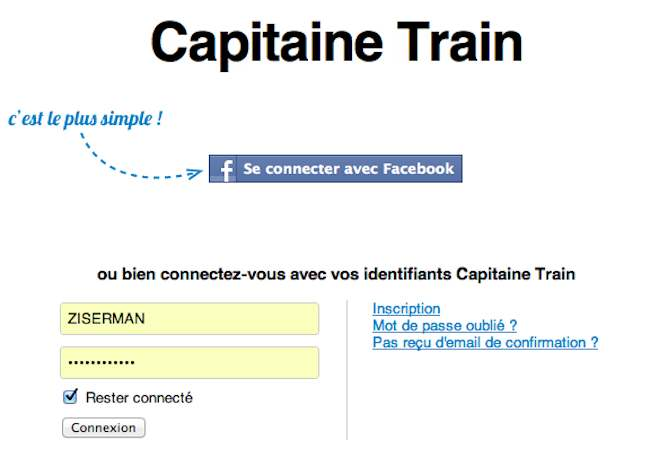 Capitaine Train
c'est le plus simple !
f Se connecter avec Facebook
ou bien connectez-vous avec vos identifiants Capitaine Train
ZISERMAN
••••••••••••
Rester connecté
Connexion
Inscription
Mot de passe oublié ?
Pas reçu d'email de confirmation ?